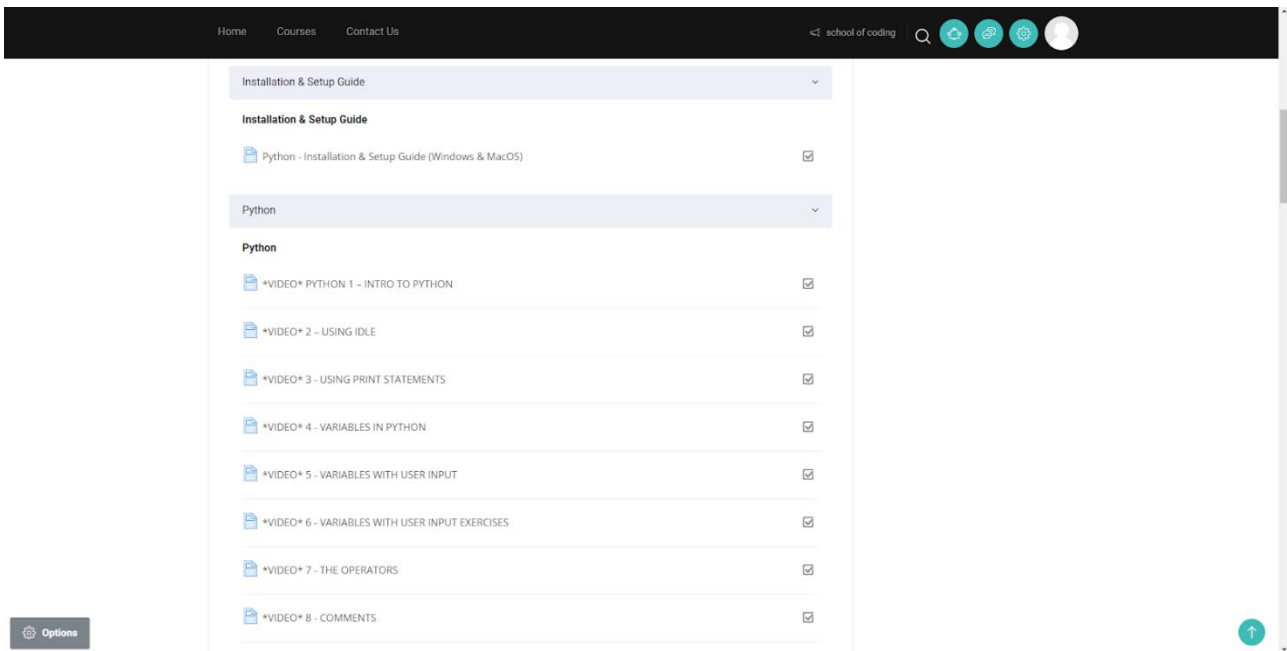 Home Courses Contact Us school of coding
Installation & Setup Guide
Installation & Setup Guide
Python - Installation & Setup Guide (Windows & MacOS)
Python
Python
*VIDEO* PYTHON 1 – INTRO TO PYTHON
*VIDEO* 2 – USING IDLE
*VIDEO* 3 - USING PRINT STATEMENTS
*VIDEO* 4 - VARIABLES IN PYTHON
*VIDEO* 5 - VARIABLES WITH USER INPUT
*VIDEO* 6 - VARIABLES WITH USER INPUT EXERCISES
*VIDEO* 7 - THE OPERATORS
*VIDEO* 8 - COMMENTS
Options